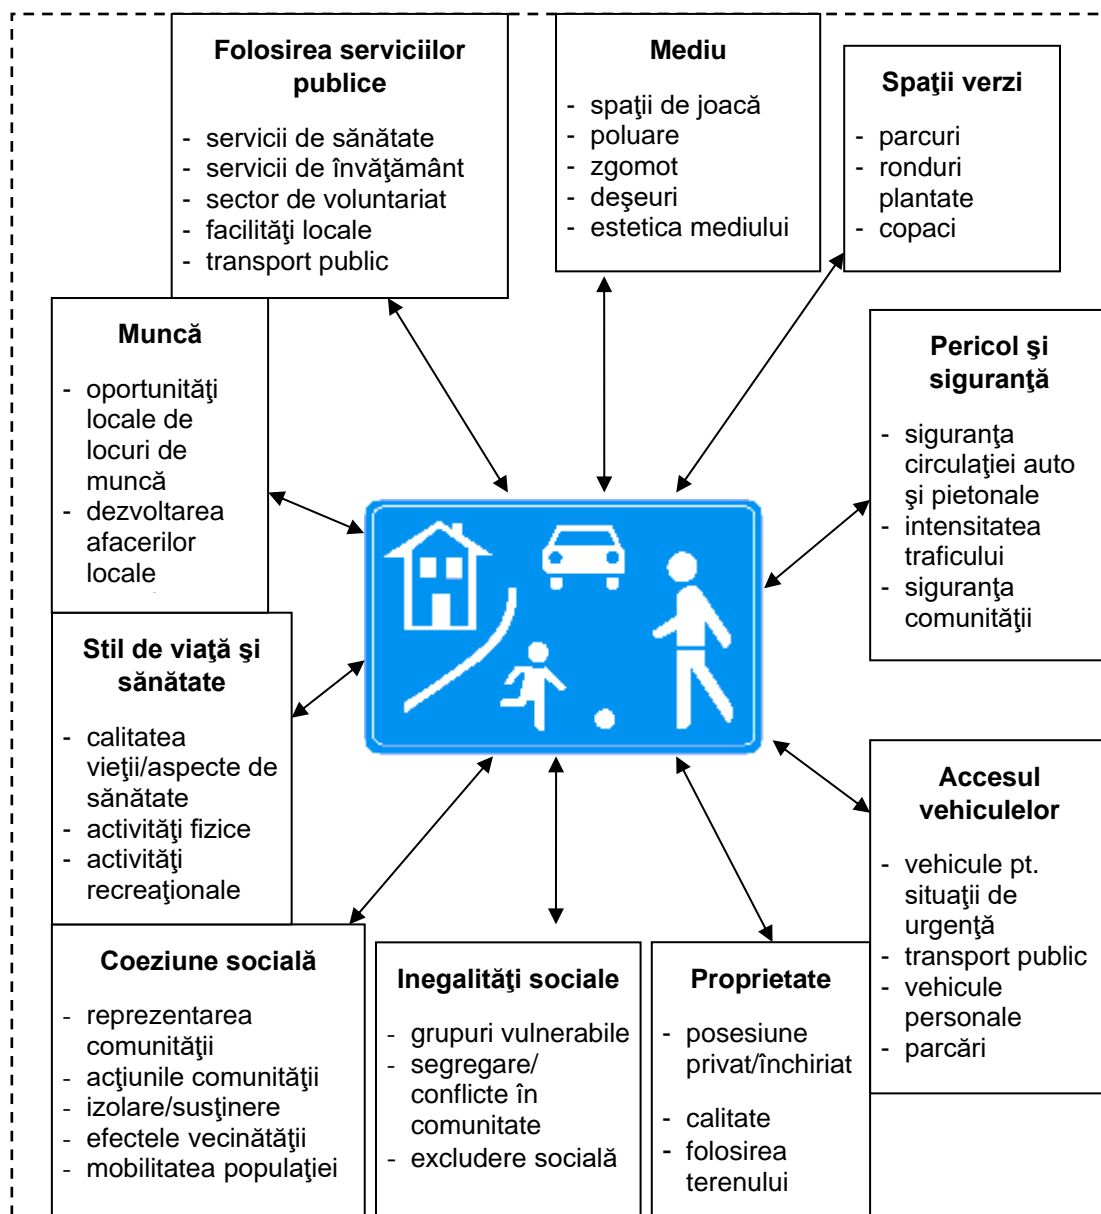 Folosirea serviciilor
publice
- servicii de sănătate
- servicii de învăţământ
- sector de voluntariat
- facilităţi locale
- transport public
Mediu
- spaţii de joacă
- poluare
- zgomot
- deşeuri
- estetica mediului
Spaţii verzi
- parcuri
- ronduri
plantate
- copaci
Muncă
- oportunităţi
locale de
locuri de
muncă
- dezvoltarea
afacerilor
locale
Pericol şi
siguranţă
- siguranţa
circulaţiei auto
şi pietonale
- intensitatea
traficului
- siguranţa
comunităţii
Stil de viaţă şi
sănătate
- calitatea
vieţii/aspecte de
sănătate
- activităţi fizice
- activităţi
recreaţionale
Accesul
vehiculelor
- vehicule pt.
situaţii de
urgenţă
- transport public
- vehicule
personale
- parcări
Coeziune socială
- reprezentarea
comunităţii
- acţiunile comunităţii
- izolare/susţinere
- efectele vecinătăţii
- mobilitatea populaţiei
Inegalităţi sociale
- grupuri vulnerabile
- segregare/
conflicte în
comunitate
- excludere socială
Proprietate
- posesiune
privat/închiriat
- calitate
- folosirea
terenului